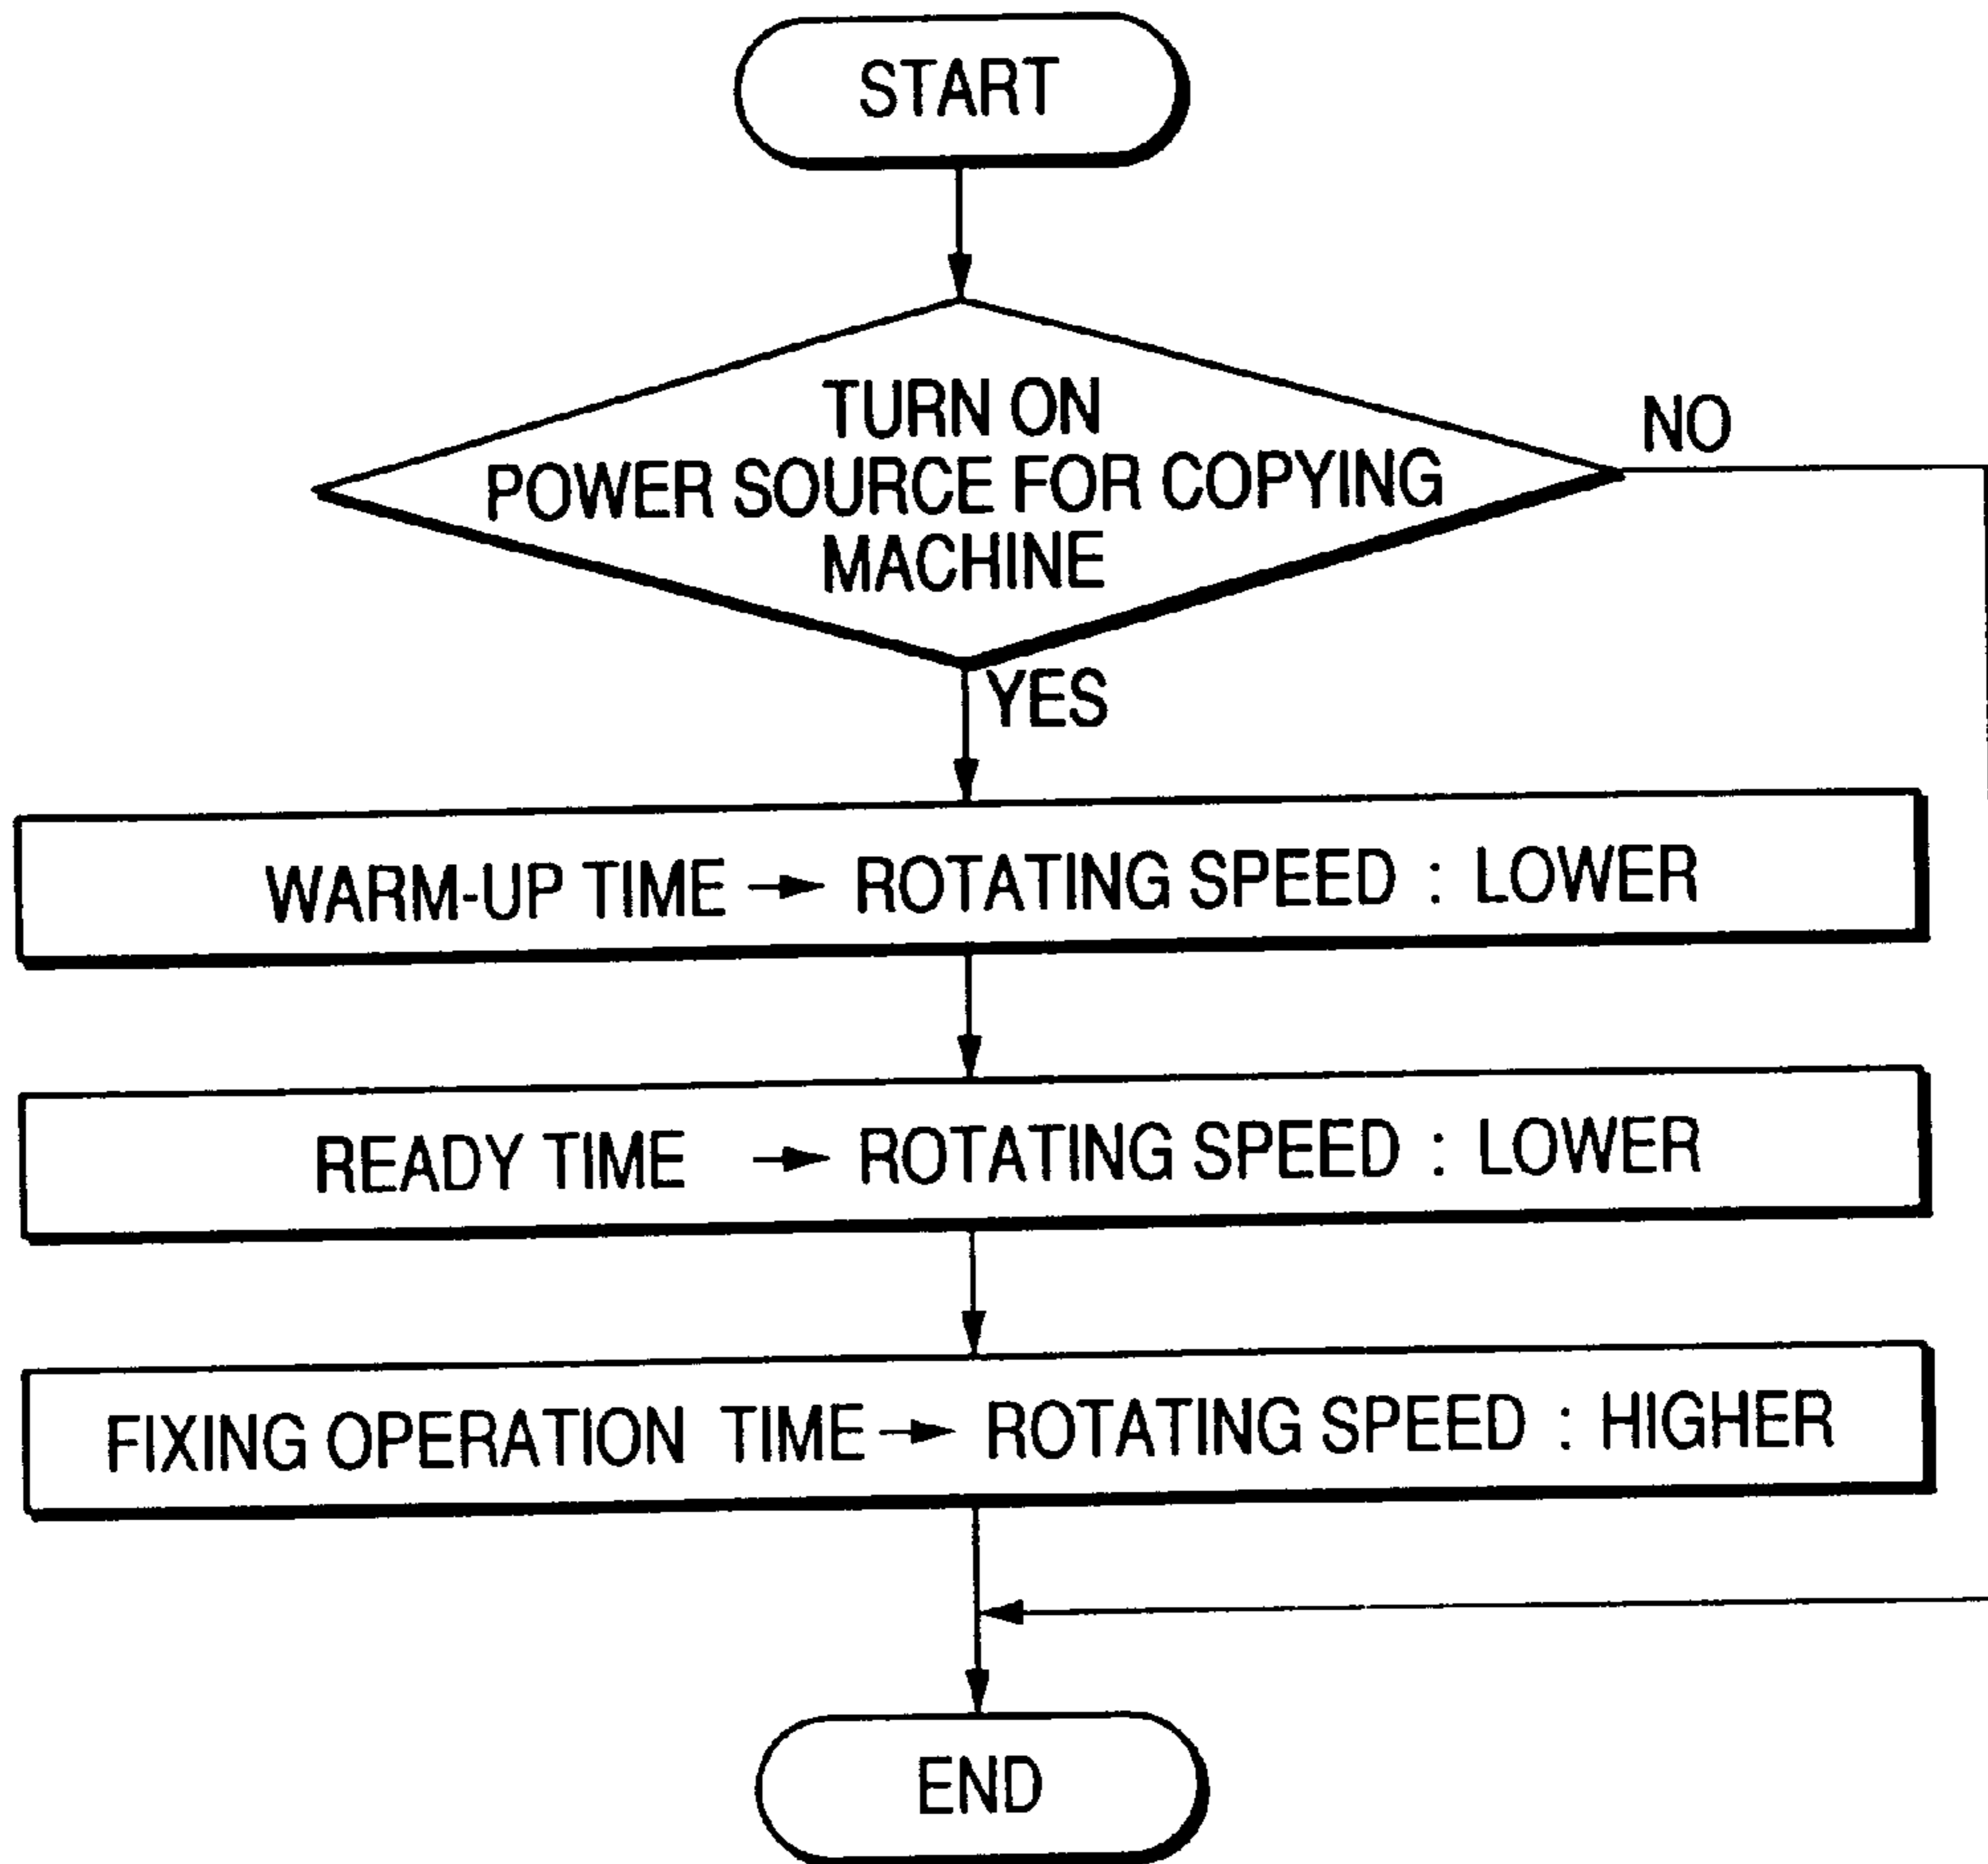 START
TURN ON
POWER SOURCE FOR COPYING
MACHINE
NO
YES
WARM-UP TIME → ROTATING SPEED : LOWER
READY TIME → ROTATING SPEED : LOWER
FIXING OPERATION TIME → ROTATING SPEED : HIGHER
END